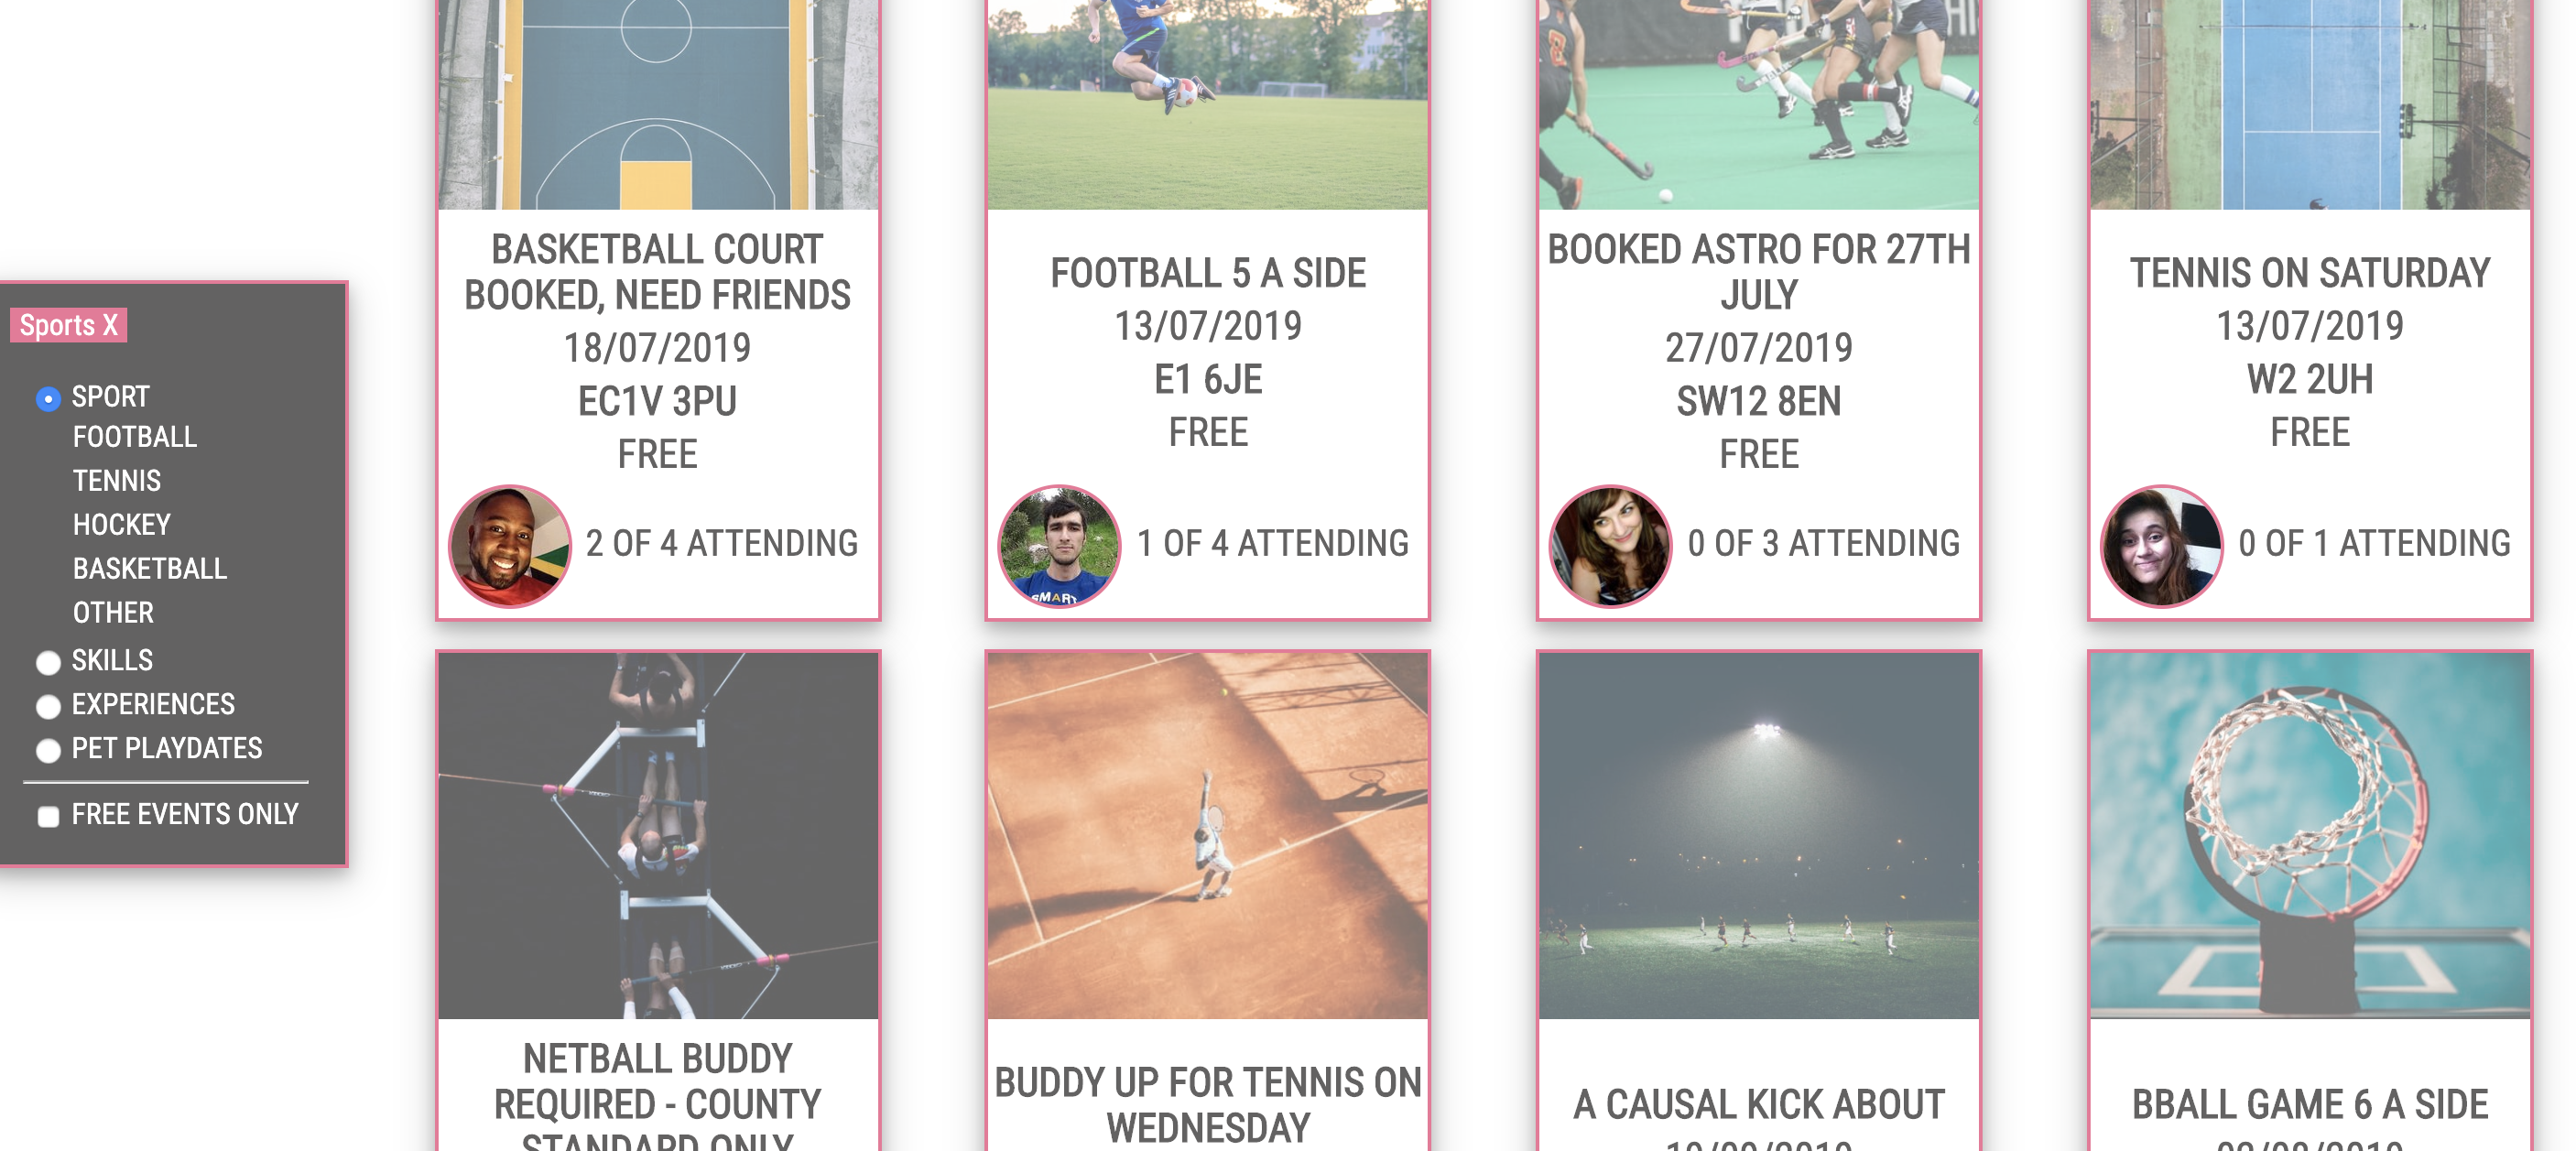 Sports X
SPORT
FOOTBALL
TENNIS
HOCKEY
BASKETBALL
OTHER
SKILLS
EXPERIENCES
PET PLAYDATES
FREE EVENTS ONLY
BASKETBALL COURT
BOOKED, NEED FRIENDS
18/07/2019
EC1V 3PU
FREE
2 OF 4 ATTENDING
FOOTBALL 5 A SIDE
13/07/2019
E1 6JE
FREE
SMART
1 OF 4 ATTENDING
BOOKED ASTRO FOR 27TH
JULY
27/07/2019
SW12 8EN
FREE
0 OF 3 ATTENDING
TENNIS ON SATURDAY
13/07/2019
W2 2UH
FREE
0 OF 1 ATTENDING
NETBALL BUDDY
REQUIRED - COUNTY
STANDARD ONLY
BUDDY UP FOR TENNIS ON
WEDNESDAY
A CAUSAL KICK ABOUT
BBALL GAME 6 A SIDE